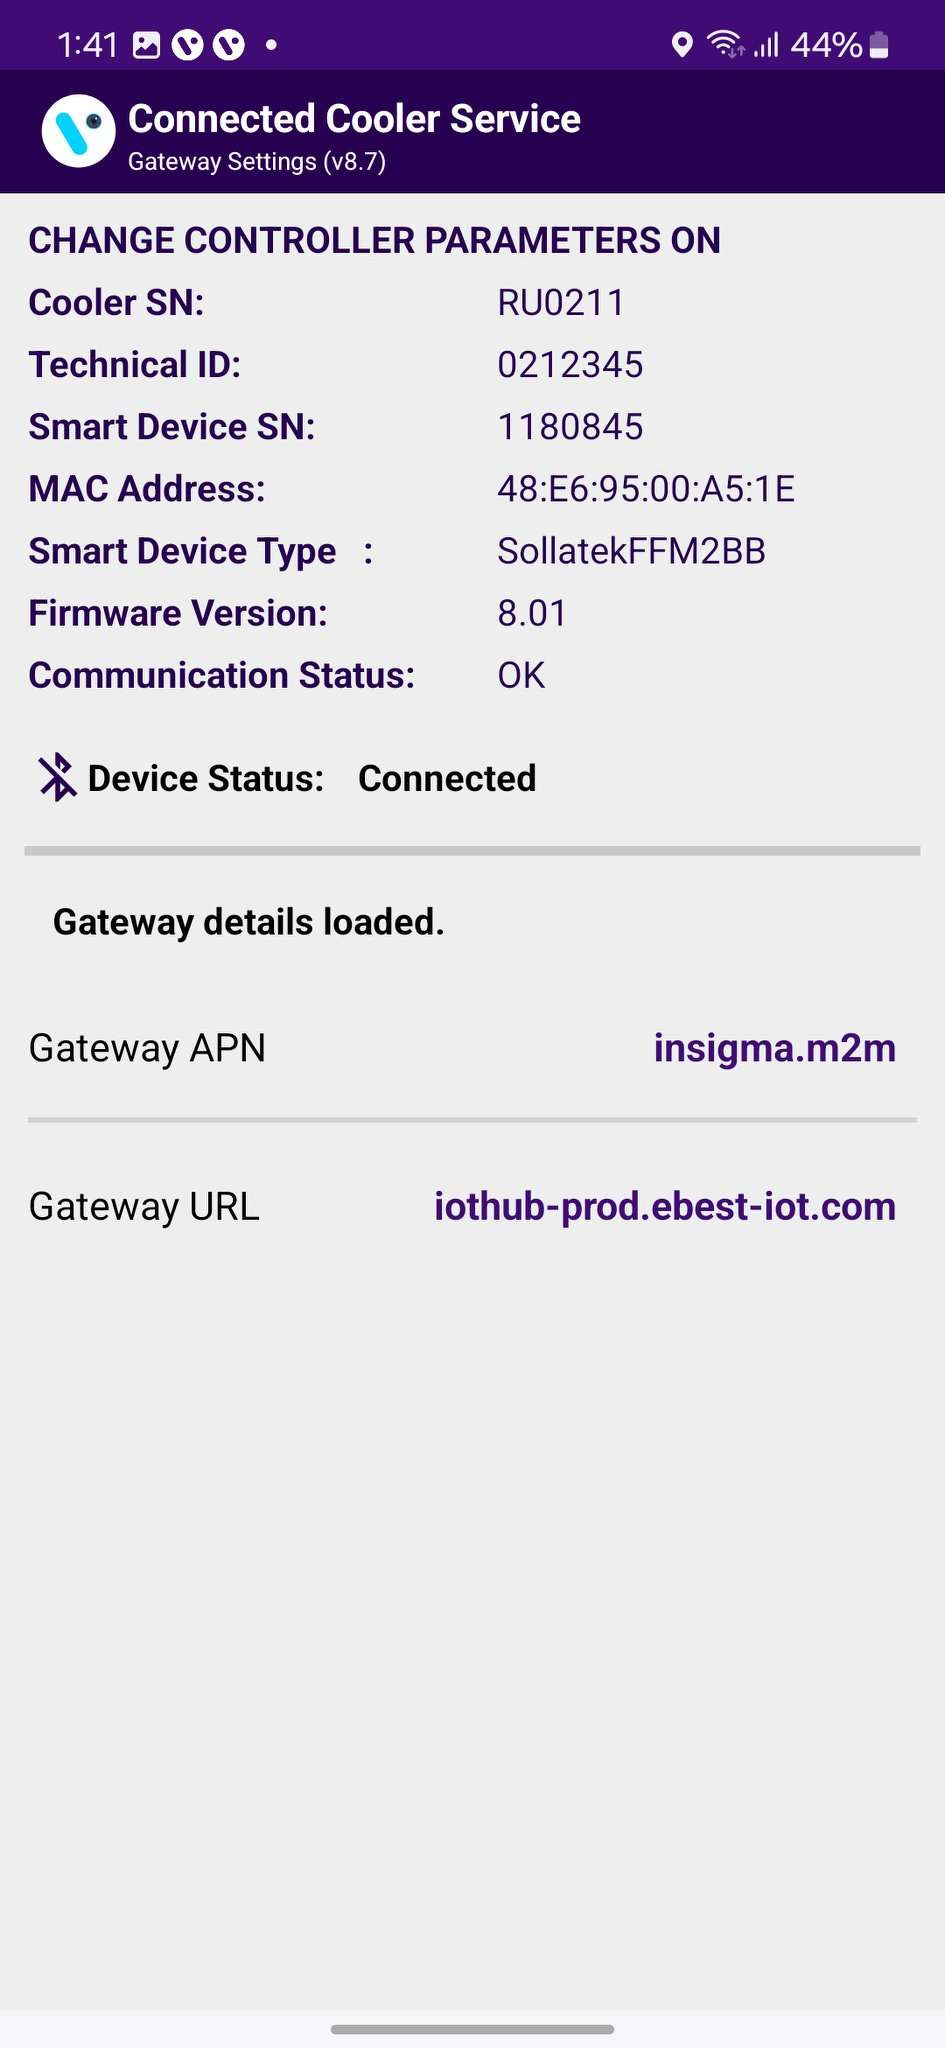 1:41 44%
Connected Cooler Service
Gateway Settings (v8.7)
CHANGE CONTROLLER PARAMETERS ON
Cooler SN: RU0211
Technical ID: 0212345
Smart Device SN: 1180845
MAC Address: 48:E6:95:00:A5:1E
Smart Device Type : SollatekFFM2BB
Firmware Version: 8.01
Communication Status: OK
Device Status: Connected
Gateway details loaded.
Gateway APN insigma.m2m
Gateway URL iothub-prod.ebest-iot.com